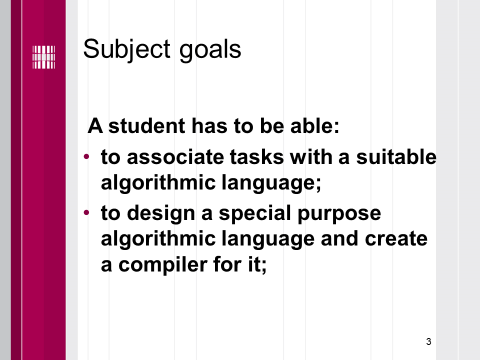 Subject goals
A student has to be able:
• to associate tasks with a suitable
algorithmic language;
• to design a special purpose
algorithmic language and create
a compiler for it;
3